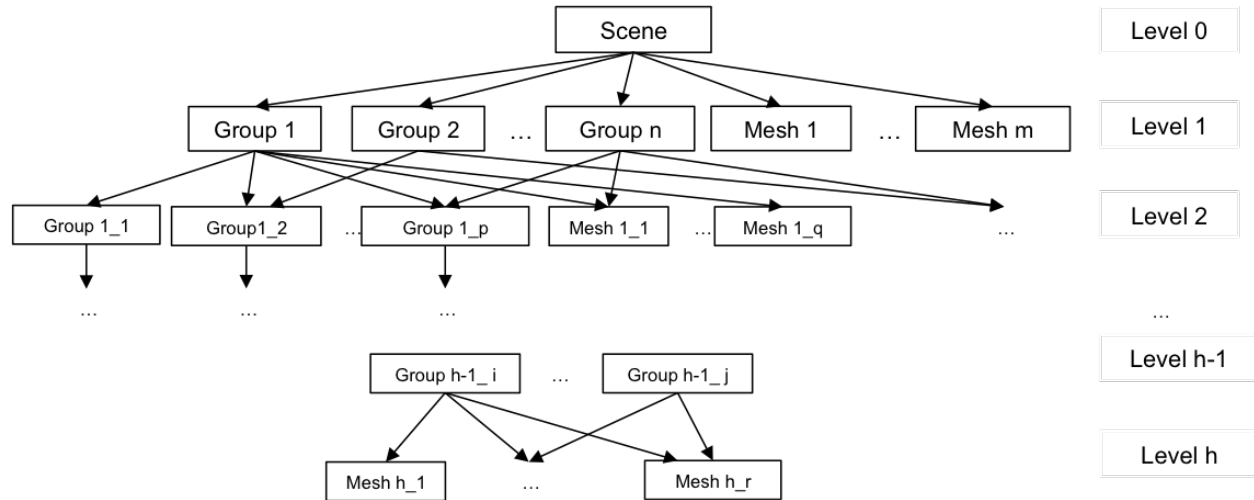 Scene
Level 0
Group 1
Group 2
...
Group n
Mesh 1
...
Mesh m
Level 1
Group 1_1
Group1_2
...
Group 1_p
Mesh 1_1
...
Mesh 1_q
...
Level 2
...
...
...
...
Group h-1_ i
...
Group h-1_ j
Level h-1
Mesh h_1
...
Mesh h_r
Level h